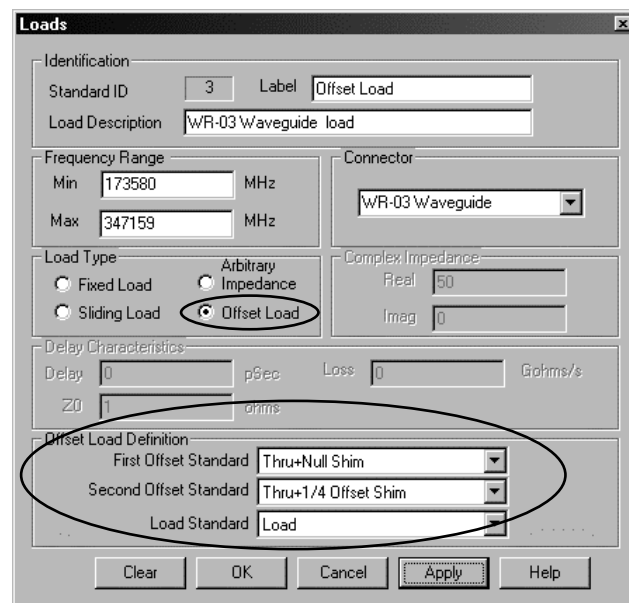 Loads
Identification
Standard ID 3 Label Offset Load
Load Description WR-03 Waveguide load
Frequency Range
Min 173580 MHz
Max 347159 MHz
Connector
WR-03 Waveguide
Load Type
Fixed Load
Arbitrary Impedance
Sliding Load
Offset Load
Complex Impedance
Real 50
Imag 0
Delay Characteristics
Delay 0 pSec Loss 0 Gohms/s
Z0 1 ohms
Offset Load Definition
First Offset Standard Thru+Null Shim
Second Offset Standard Thru+1/4 Offset Shim
Load Standard Load
Clear OK Cancel Apply Help